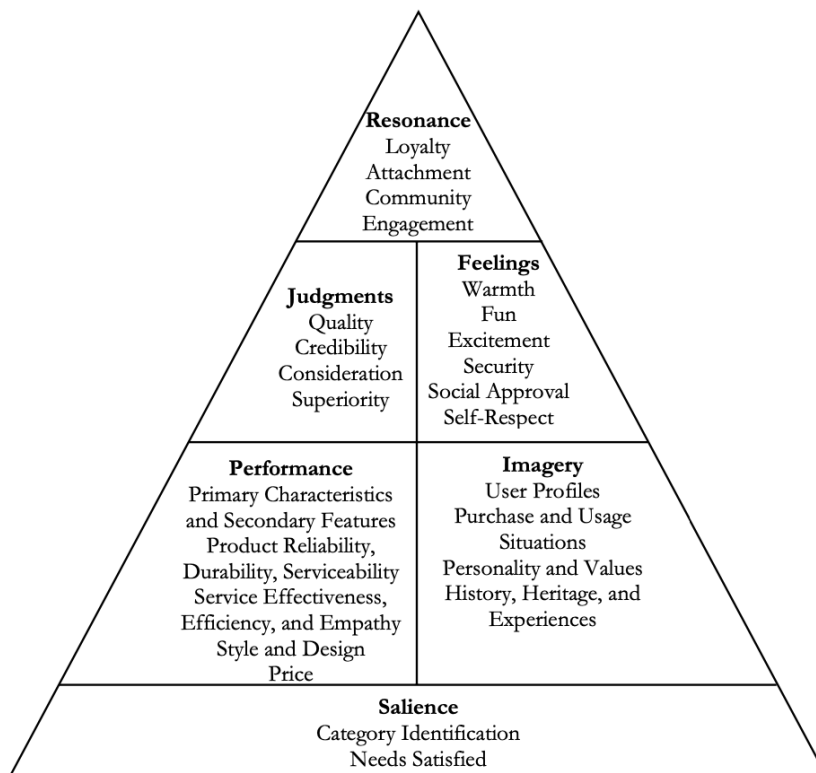 Resonance
Loyalty
Attachment
Community
Engagement
Judgments
Quality
Credibility
Consideration
Superiority
Feelings
Warmth
Fun
Excitement
Security
Social Approval
Self-Respect
Performance
Primary Characteristics
and Secondary Features
Product Reliability,
Durability, Serviceability
Service Effectiveness,
Efficiency, and Empathy
Style and Design
Price
Imagery
User Profiles
Purchase and Usage
Situations
Personality and Values
History, Heritage, and
Experiences
Salience
Category Identification
Needs Satisfied